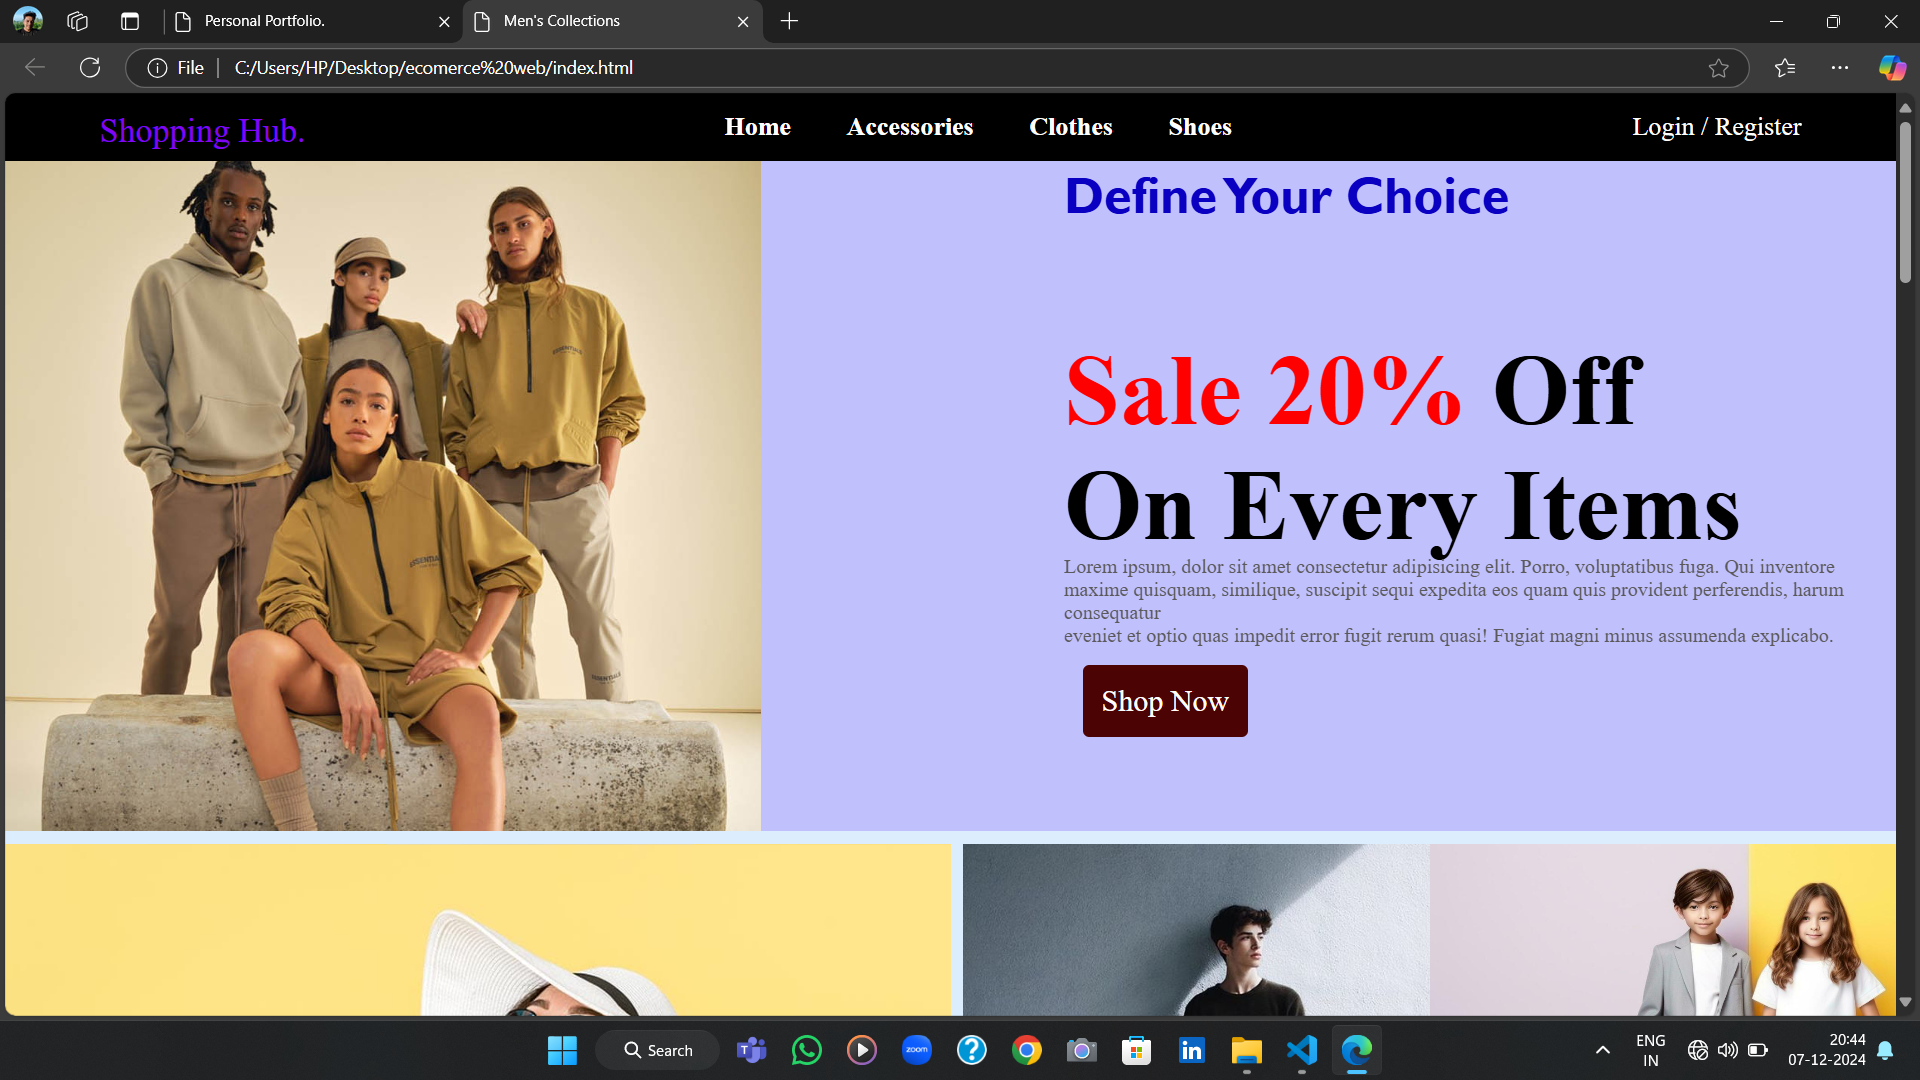 Personal Portfolio.
Men's Collections
File
C:/Users/HP/Desktop/ecomerce%20web/index.html
Shopping Hub.
Home
Accessories
Clothes
Shoes
Login / Register
Define Your Choice
Sale 20% Off
On Every Items
Lorem ipsum, dolor sit amet consectetur adipisicing elit. Porro, voluptatibus fuga. Qui inventore
maxime quisquam, similique, suscipit sequi expedita eos quam quis provident perferendis, harum
consequatur
eveniet et optio quas impedit error fugit rerum quasi! Fugiat magni minus assumenda explicabo.
Shop Now
ESSENTIALS
ESSENTIALS
ESSENTIALS
Search
zoom
ENG
IN
20:44
07-12-2024